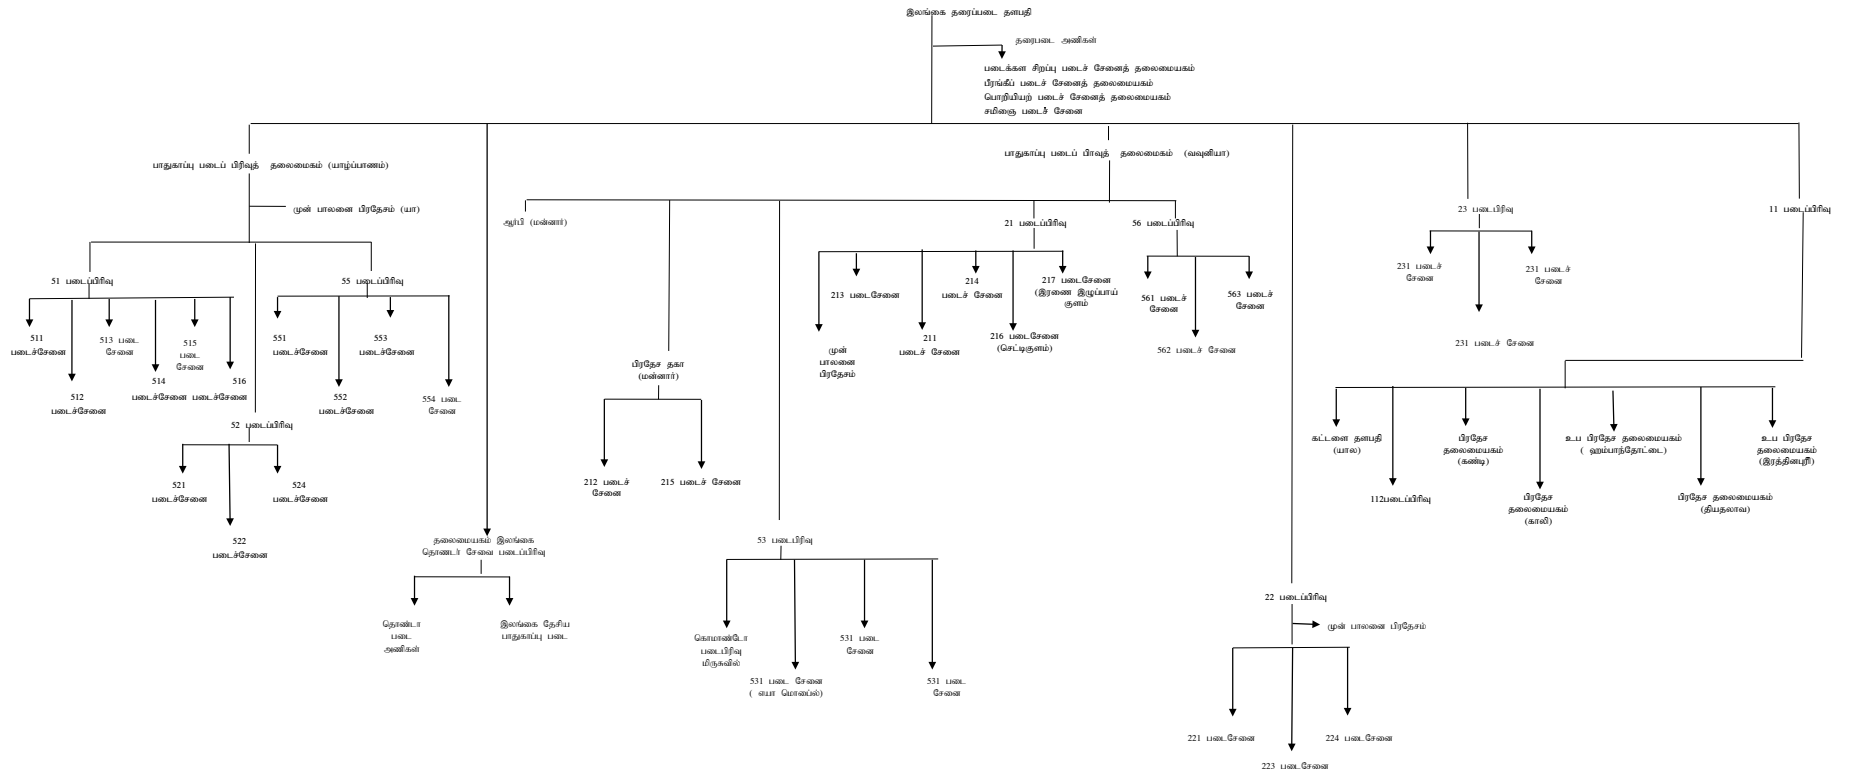 இலங்கை தரைப்படை தளபதி
தரைபடை அணிகள்
படைக்கள சிறப்பு படைச் சேனைத் தலைமையகம்
பீரங்கீப் படைச் சேனைத் தலைமையகம்
பொறியியற் படைச் சேனைத் தலைமையகம்
சமிஞை படைச் சேனை
பாதுகாப்பு படைப் பிரிவுத் தலைமைகம் (யாழ்ப்பாணம்)
முன் பாலனை பிரதேசம் (யா)
51 படைப்பிரிவு
511
படைச்சேனை
512
படைச்சேனை
513 படை
சேனை
514
படைச்சேனை
515
படை
சேனை
516
படைச்சேனை
52 படைப்பிரிவு
521
படைச்சேனை
522
படைச்சேனை
524
படைச்சேனை
55 படைப்பிரிவு
551
படைச்சேனை
552
படைச்சேனை
553
படைச்சேனை
554 படை
சேனை
தலைமையகம் இலங்கை
தொணடர் சேவை படைப்பிரிவு
தொண்டா
படை
அணிகள்
இலங்கை தேசிய
பாதுகாப்பு படை
பாதுகாப்பு படைப் பிாவுத் தலைமைகம் (வவுனியா)
ஆர்பி (மன்னார்)
பிரதேச தகா
(மன்னார்)
212 படைச்
சேனை
215 படைச் சேனை
53 படைபிரிவு
கொமாண்டோ
படைபிரிவு
மிருசுவில்
531 படை சேனை
( எயா மொபைல்)
531 படை
சேனை
531 படை
சேனை
21 படைப்பிரிவு
முன்
பாலனை
பிரதேசம்
213 படைசேனை
211
படைச் சேனை
214
படைச் சேனை
216 படைசேனை
(செட்டிகுளம்)
217 படைசேனை
(இரணை இழுப்பாய்
குளம்)
56 படைப்பிரிவு
561 படைச்
சேனை
562 படைச் சேனை
563 படைச்
சேனை
22 படைப்பிரிவு
முன் பாலனை பிரதேசம்
221 படைசேனை
223 படைசேனை
224 படைசேனை
23 படைபிரிவு
231 படைச்
சேனை
231 படைச் சேனை
231 படைச்
சேனை
11 படைப்பிரிவு
கட்டளை தளபதி
(யால)
112படைப்பிரிவு
பிரதேச
தலைமையகம்
(கண்டி)
பிரதேச
தலைமையகம்
(காலி)
உப பிரதேச தலைமையகம்
( ஹம்பாந்தோட்டை)
பிரதேச தலைமையகம்
(தியதலாவ)
உப பிரதேச
தலைமையகம்
(இரத்தினபுரி)